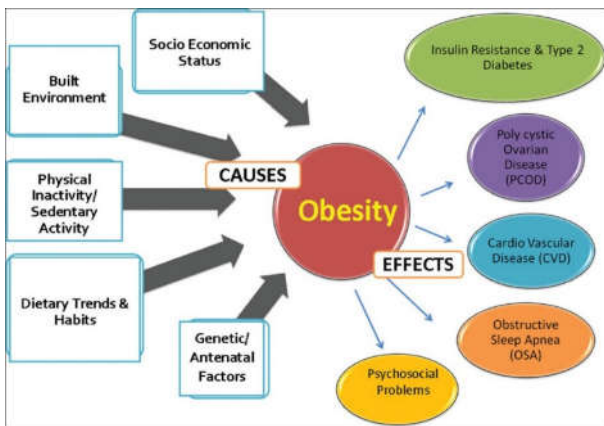 Socio Economic
Status
Built
Environment
Physical
Inactivity/
Sedentary
Activity
Dietary Trends &
Habits
Genetic/
Antenatal
Factors
CAUSES
Obesity
EFFECTS
Insulin Resistance & Type 2
Diabetes
Poly cystic
Ovarian
Disease
(PCOD)
Cardio Vascular
Disease (CVD)
Obstructive
Sleep Apnea
(OSA)
Psychosocial
Problems